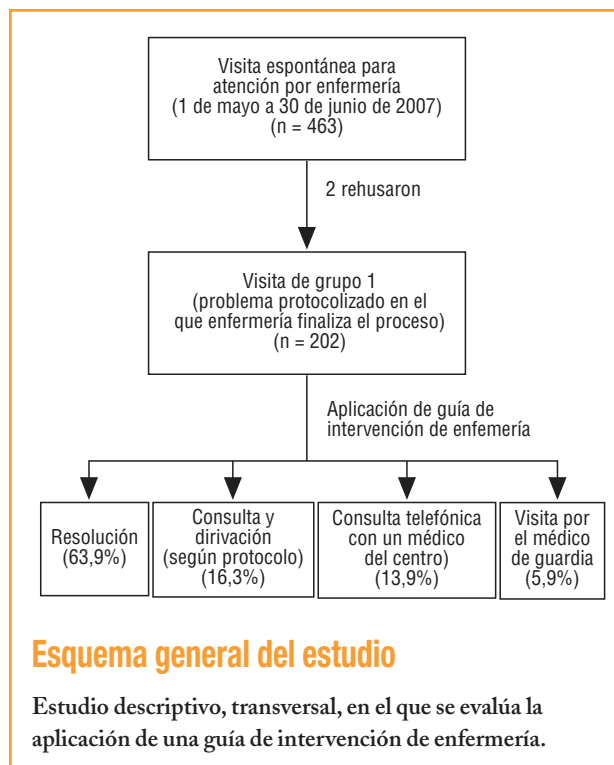 Visita espontánea para
atención por enfermería
(1 de mayo a 30 de junio de 2007)
(n = 463)
2 rehusaron
Visita de grupo 1
(problema protocolizado en el
que enfermería finaliza el proceso)
(n = 202)
Aplicación de guía de
intervención de enfemería
Resolución
(63,9%)
Consulta y
dirivación
(según protocolo)
(16,3%)
Consulta telefónica
con un médico
del centro)
(13,9%)
Visita por
el médico
de guardia
(5,9%)
Esquema general del estudio
Estudio descriptivo, transversal, en el que se evalúa la
aplicación de una guía de intervención de enfermería.